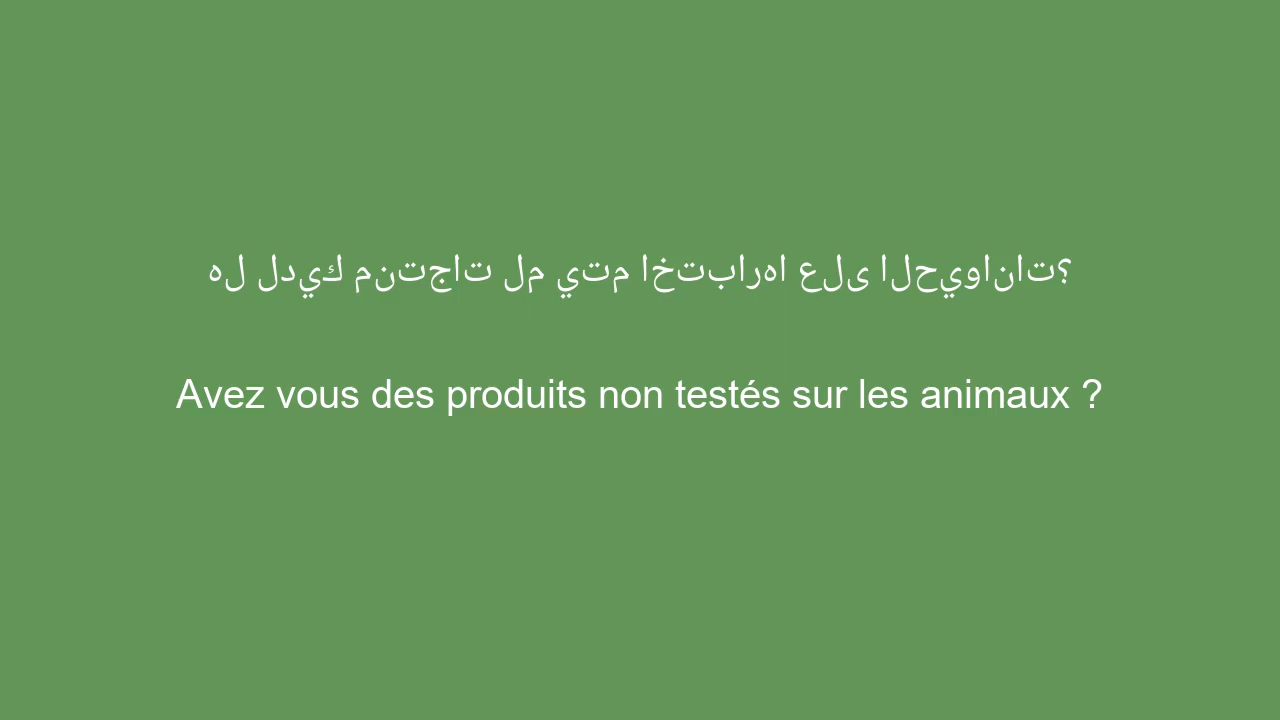 هل لديك منتجات لم يتم اختبارها على الحيوانات؟
Avez vous des produits non testés sur les animaux ?